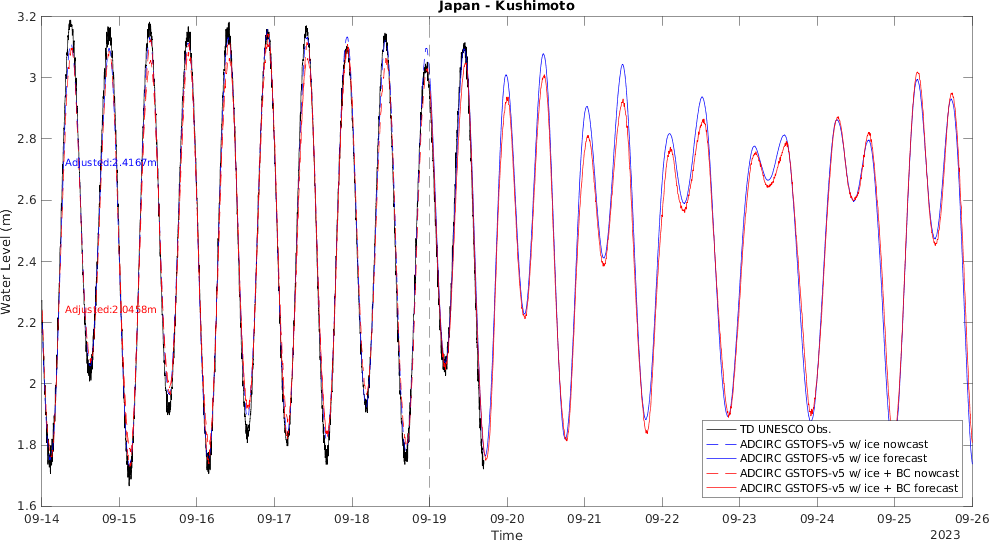 Japan - Kushimoto
3.2
3
2.8
2.6
2.4
2.2
2
1.8
1.6
Water Level (m)
Adjusted:2.4167m
Adjusted:2.0458m
TD UNESCO Obs.
ADCIRC GSTOFS-v5 w/ ice nowcast
ADCIRC GSTOFS-v5 w/ ice forecast
ADCIRC GSTOFS-v5 w/ ice + BC nowcast
ADCIRC GSTOFS-v5 w/ ice + BC forecast
09-14 09-15 09-16 09-17 09-18 09-19 09-20 09-21 09-22 09-23 09-24 09-25 09-26
Time
2023